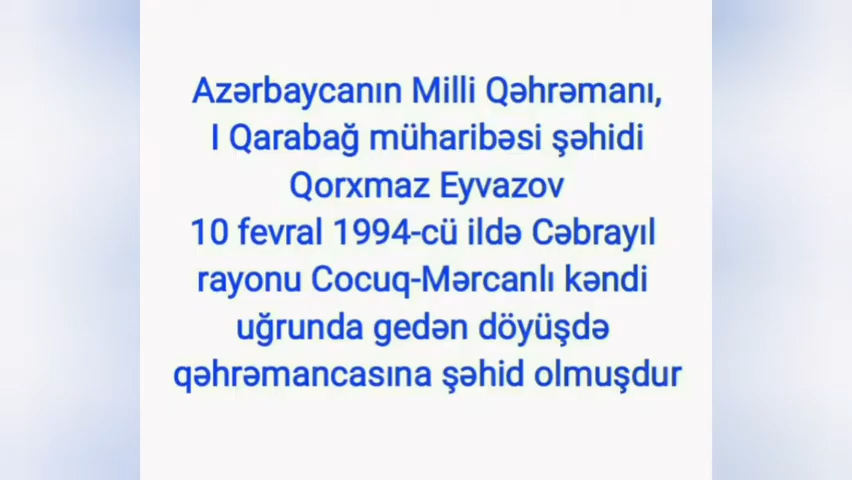 Azərbaycanın Milli Qəhrəmanı,
I Qarabağ müharibəsi şəhidi
Qorxmaz Eyvazov
10 fevral 1994-cü ildə Cəbrayıl
rayonu Cocuq-Mərcanlı kəndi
uğrunda gedən döyüşdə
qəhrəmancasına şəhid olmuşdur